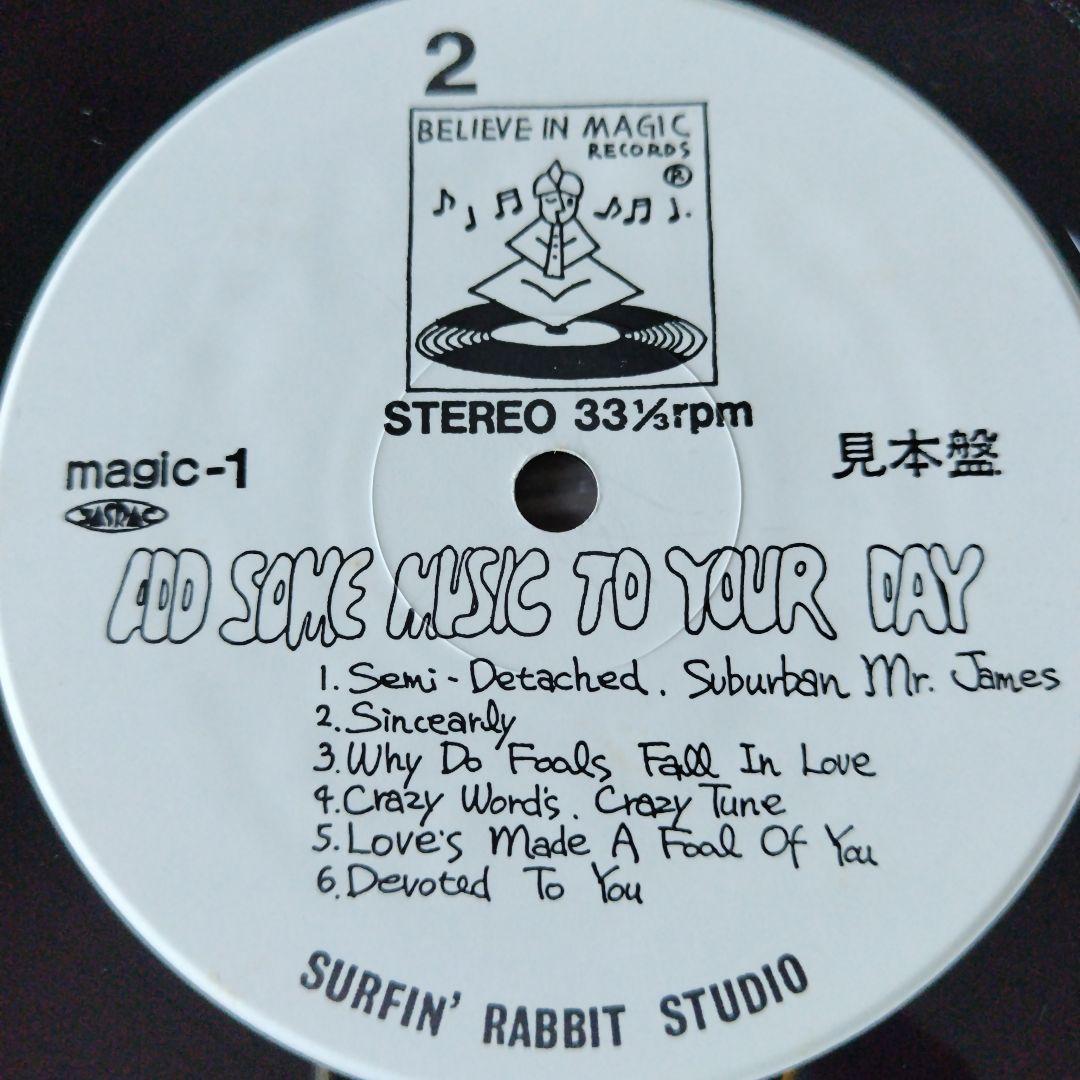 2
BELIEVE IN MAGIC
RECORDS
®
STEREO 33⅓rpm
magic-1
見本盤
JASRAC
ADD SOME MUSIC TO YOUR DAY
1. Semi-Detached. Suburban Mr. James
2. Sincearly
3. Why Do Foals Fall In Love
4. Crazy Word's. Crazy Tune
5. Love's Made A Foal Of You
6. Devoted To You
SURFIN' RABBIT STUDIO